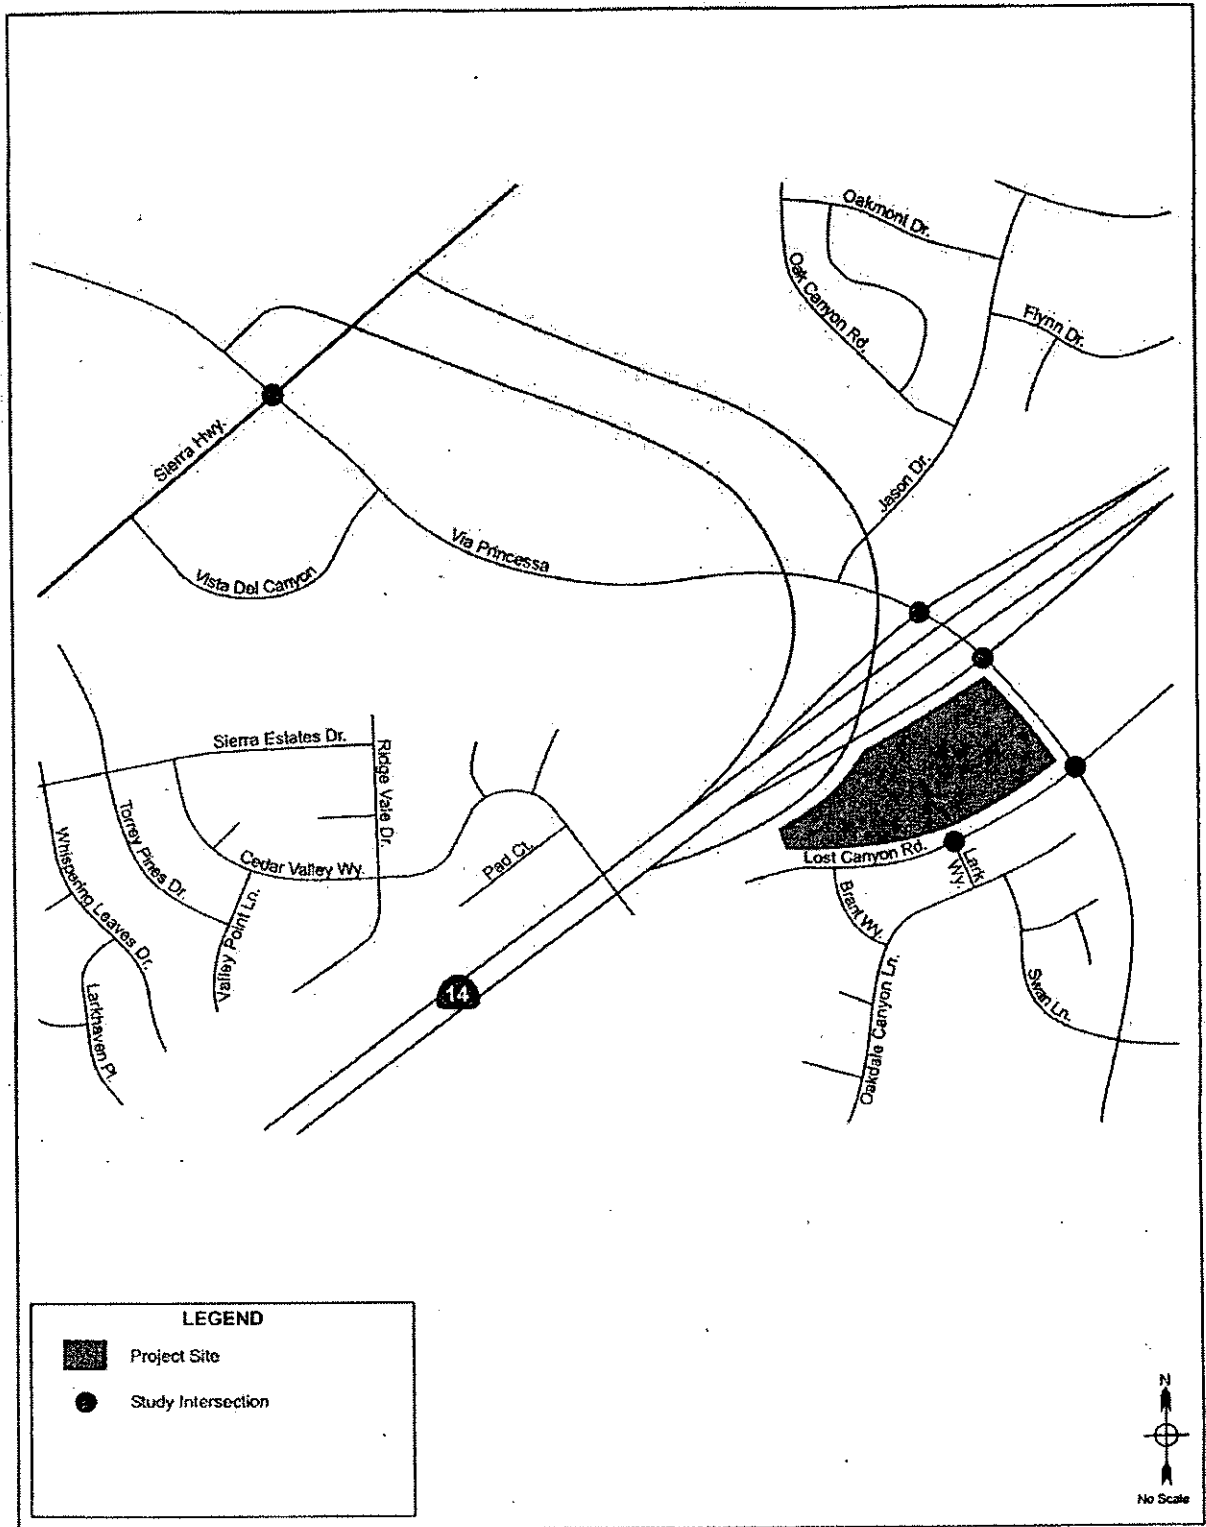 Oakmont Dr.
Oak Canyon Rd.
Flynn Dr.
Sierra Hwy.
Jason Dr.
Via Princessa
Vista Del Canyon
Sierra Estates Dr.
Ridge Vale Dr.
Torrey Pines Dr.
Whispering Leaves Dr.
Cedar Valley Wy.
Pad Ct.
Valley Point Ln.
Lost Canyon Rd.
Lark Wy.
Brant Wy.
Oakdale Canyon Ln.
Swan Ln.
Larkhaven Pl.
14
LEGEND
Project Site
Study Intersection
N
No Scale